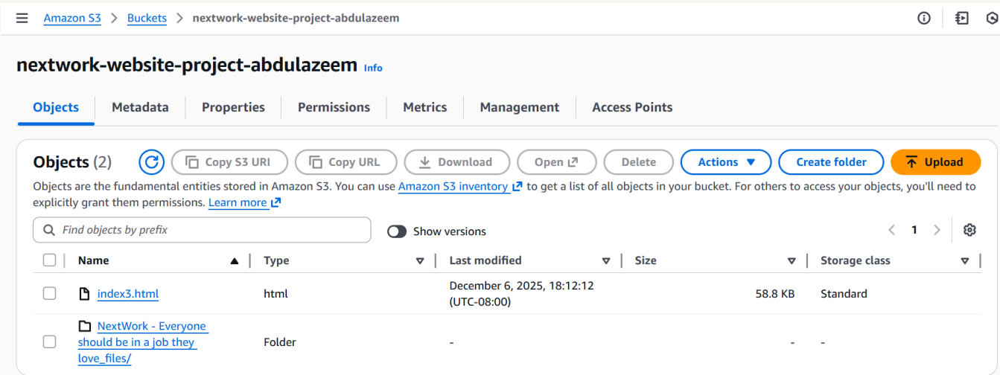 Amazon S3 > Buckets > nextwork-website-project-abdulazeem
nextwork-website-project-abdulazeem Info
Objects Metadata Properties Permissions Metrics Management Access Points
Objects (2) Copy S3 URI Copy URL Download Open Delete Actions Create folder Upload
Objects are the fundamental entities stored in Amazon S3. You can use Amazon S3 inventory to get a list of all objects in your bucket. For others to access your objects, you'll need to
explicitly grant them permissions. Learn more
Find objects by prefix Show versions 1
Name Type Last modified Size Storage class
index3.html html December 6, 2025, 18:12:12 58.8 KB Standard
(UTC-08:00)
NextWork - Everyone
should be in a job they Folder - - -
love_files/